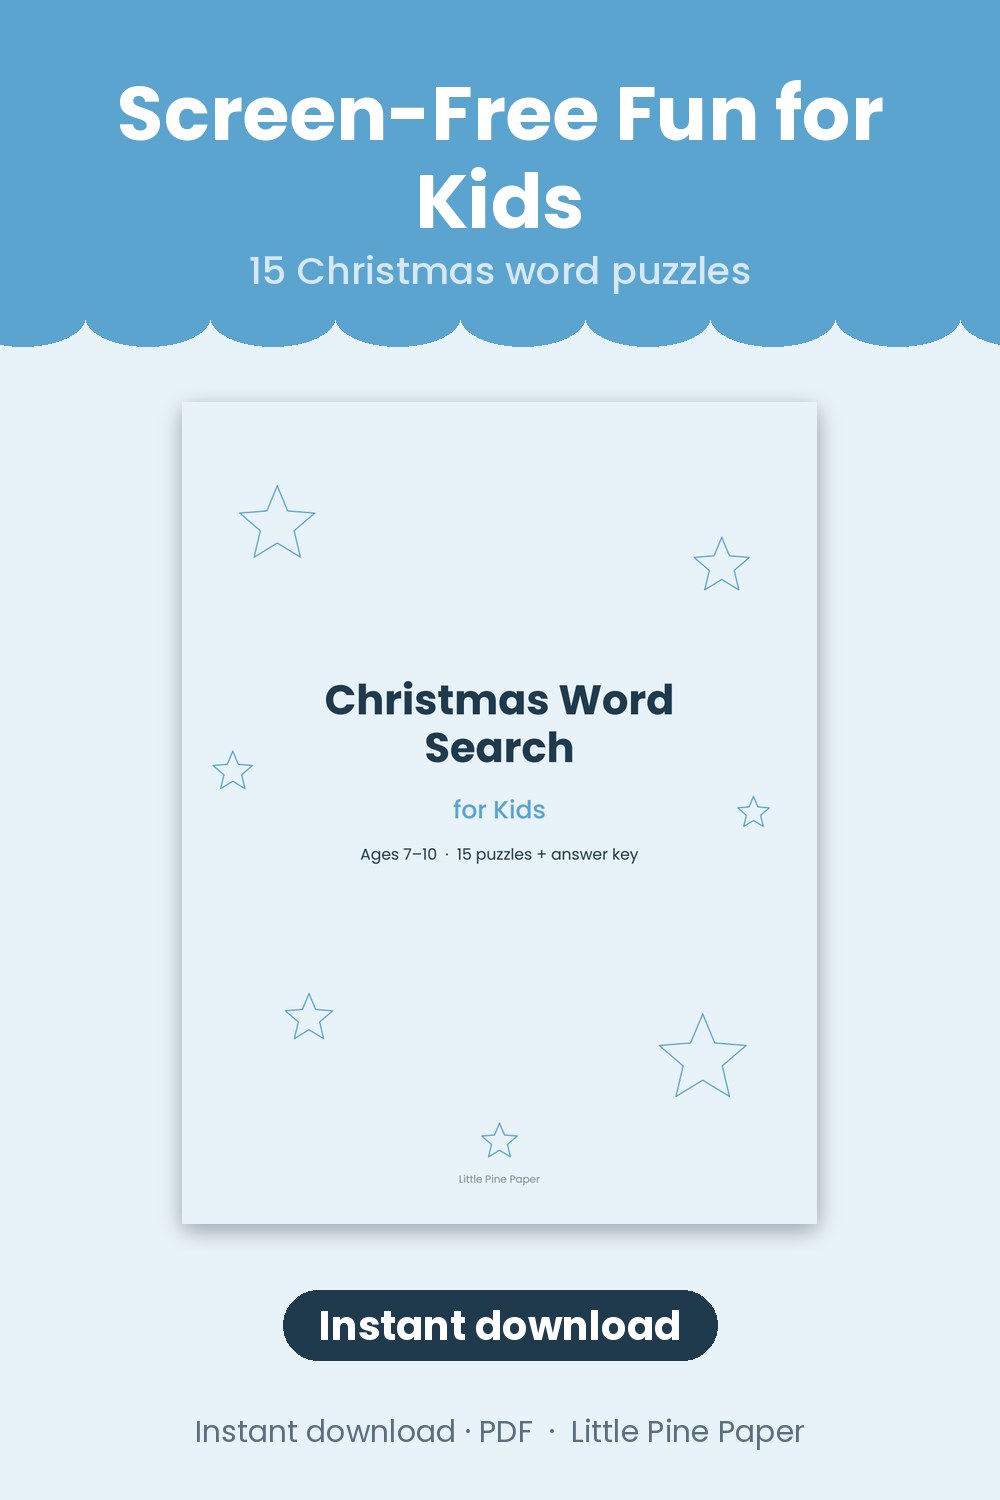 Screen-Free Fun for
Kids
15 Christmas word puzzles
Christmas Word
Search
for Kids
Ages 7–10 · 15 puzzles + answer key
Little Pine Paper
Instant download
Instant download · PDF · Little Pine Paper